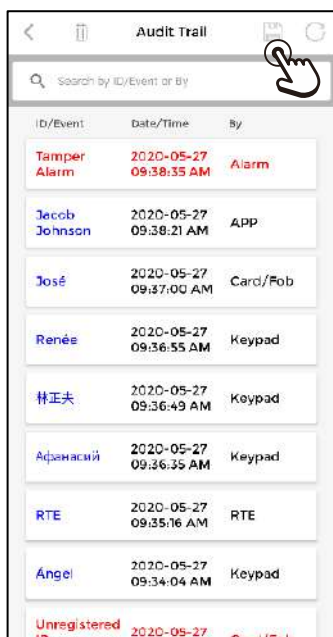 Audit Trail
Search by ID/Event or By
ID/Event Date/Time By
Tamper Alarm 2020-05-27 09:38:35 AM Alarm
Jacob Johnson 2020-05-27 09:38:21 AM APP
José 2020-05-27 09:37:00 AM Card/Fob
Renée 2020-05-27 09:36:55 AM Keypad
林正夫 2020-05-27 09:36:49 AM Keypad
Афанасий 2020-05-27 09:36:35 AM Keypad
RTE 2020-05-27 09:35:16 AM RTE
Ángel 2020-05-27 09:34:04 AM Keypad
Unregistered 2020-05-27